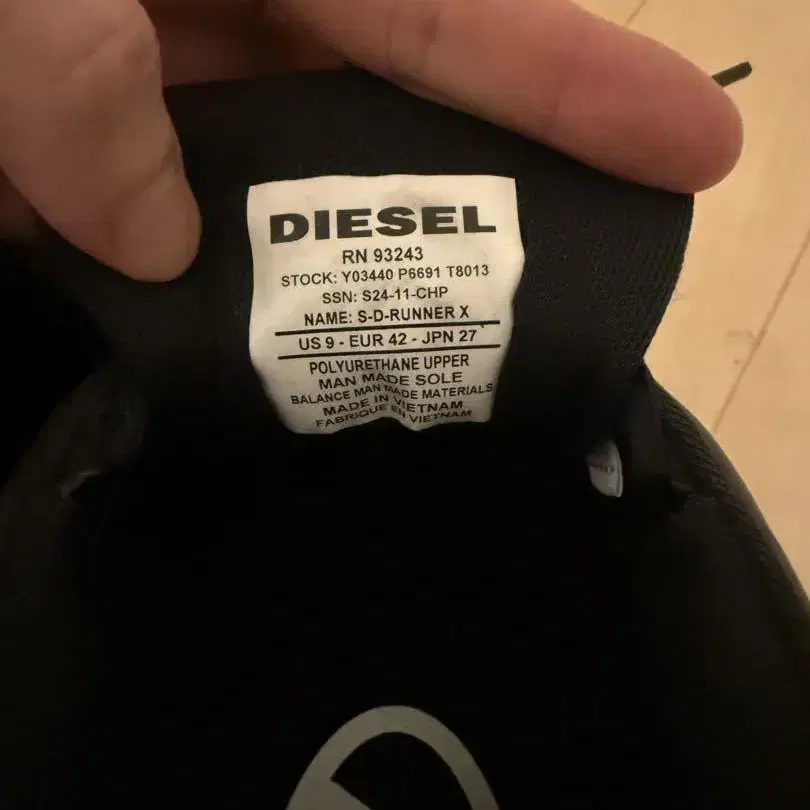 DIESEL
RN 93243
STOCK: Y03440 P6691 T8013
SSN: S24-11-CHP
NAME: S-D-RUNNER X
US 9 - EUR 42 - JPN 27
POLYURETHANE UPPER
MAN MADE SOLE
BALANCE MAN MADE MATERIALS
MADE IN VIETNAM
FABRIQUE EN VIETNAM